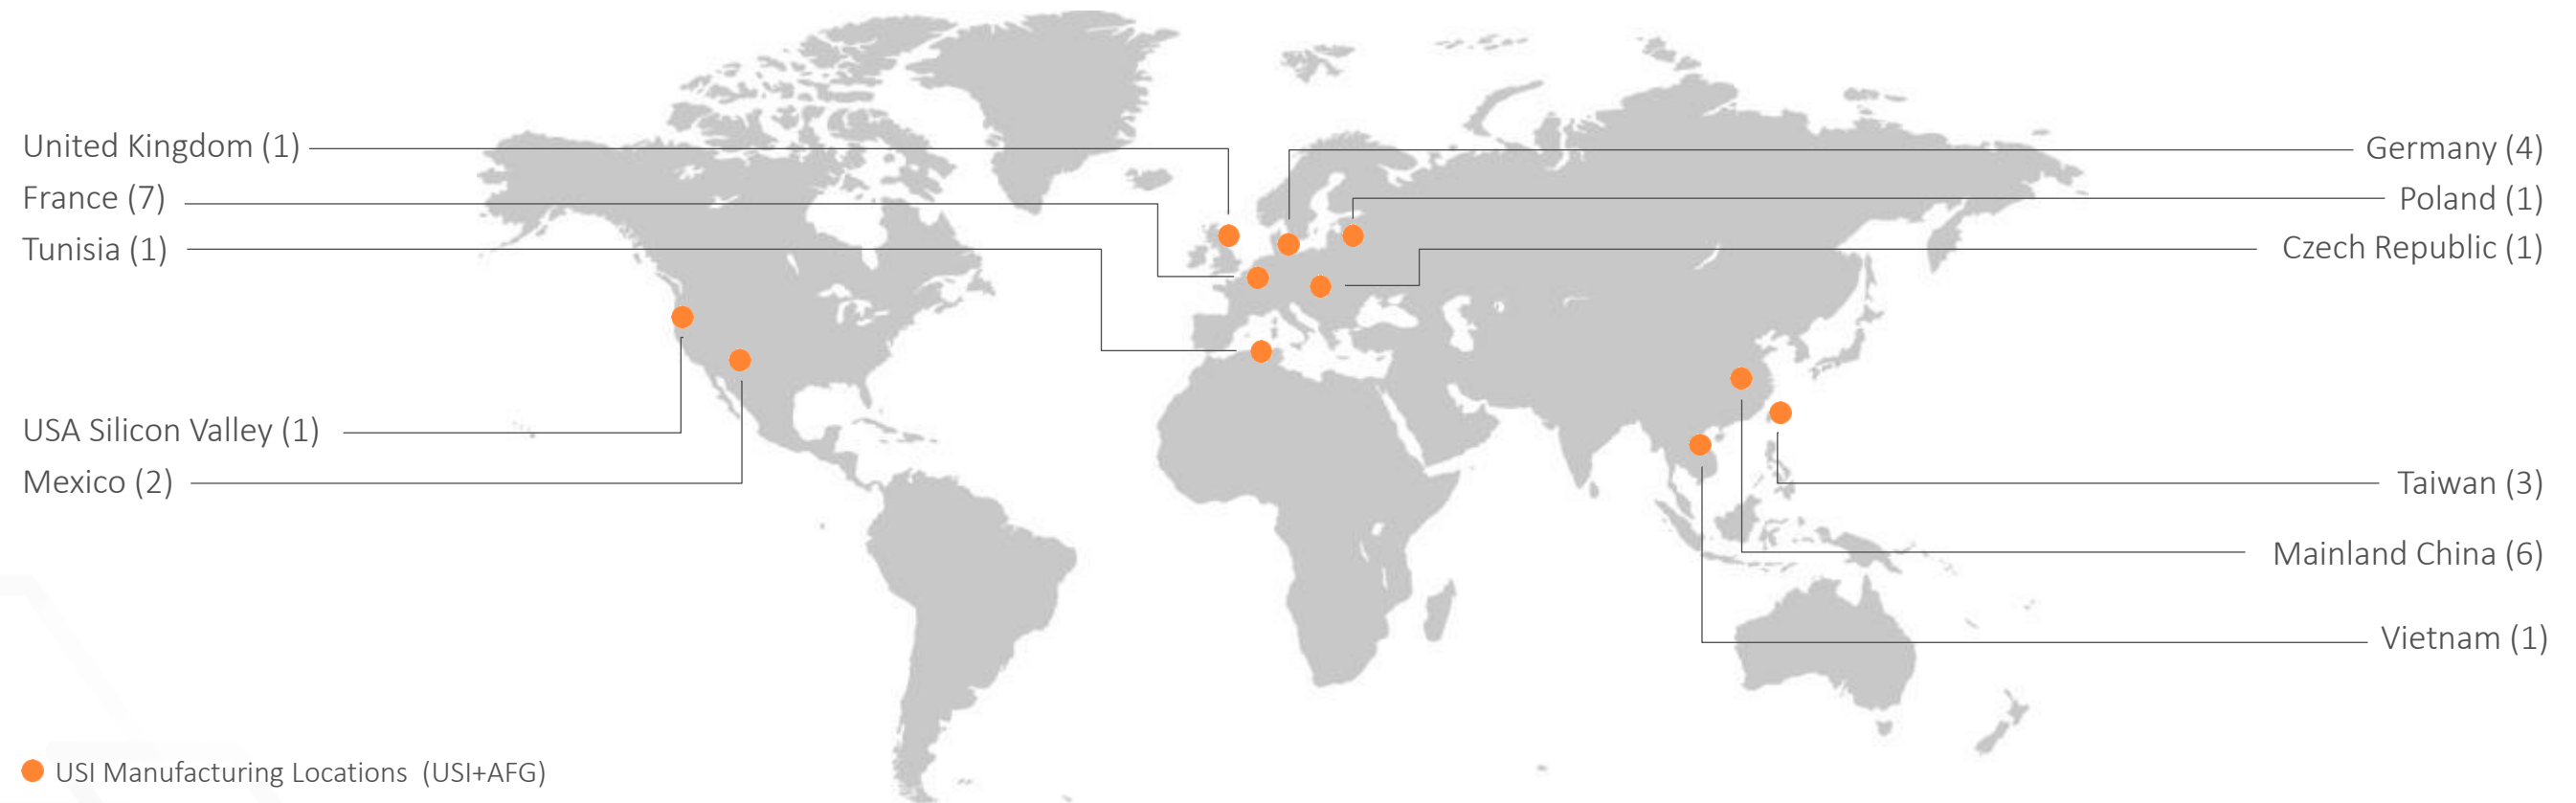 United Kingdom (1)
France (7)
Tunisia (1)
USA Silicon Valley (1)
Mexico (2)
Germany (4)
Poland (1)
Czech Republic (1)
Taiwan (3)
Mainland China (6)
Vietnam (1)
USI Manufacturing Locations (USI+AFG)